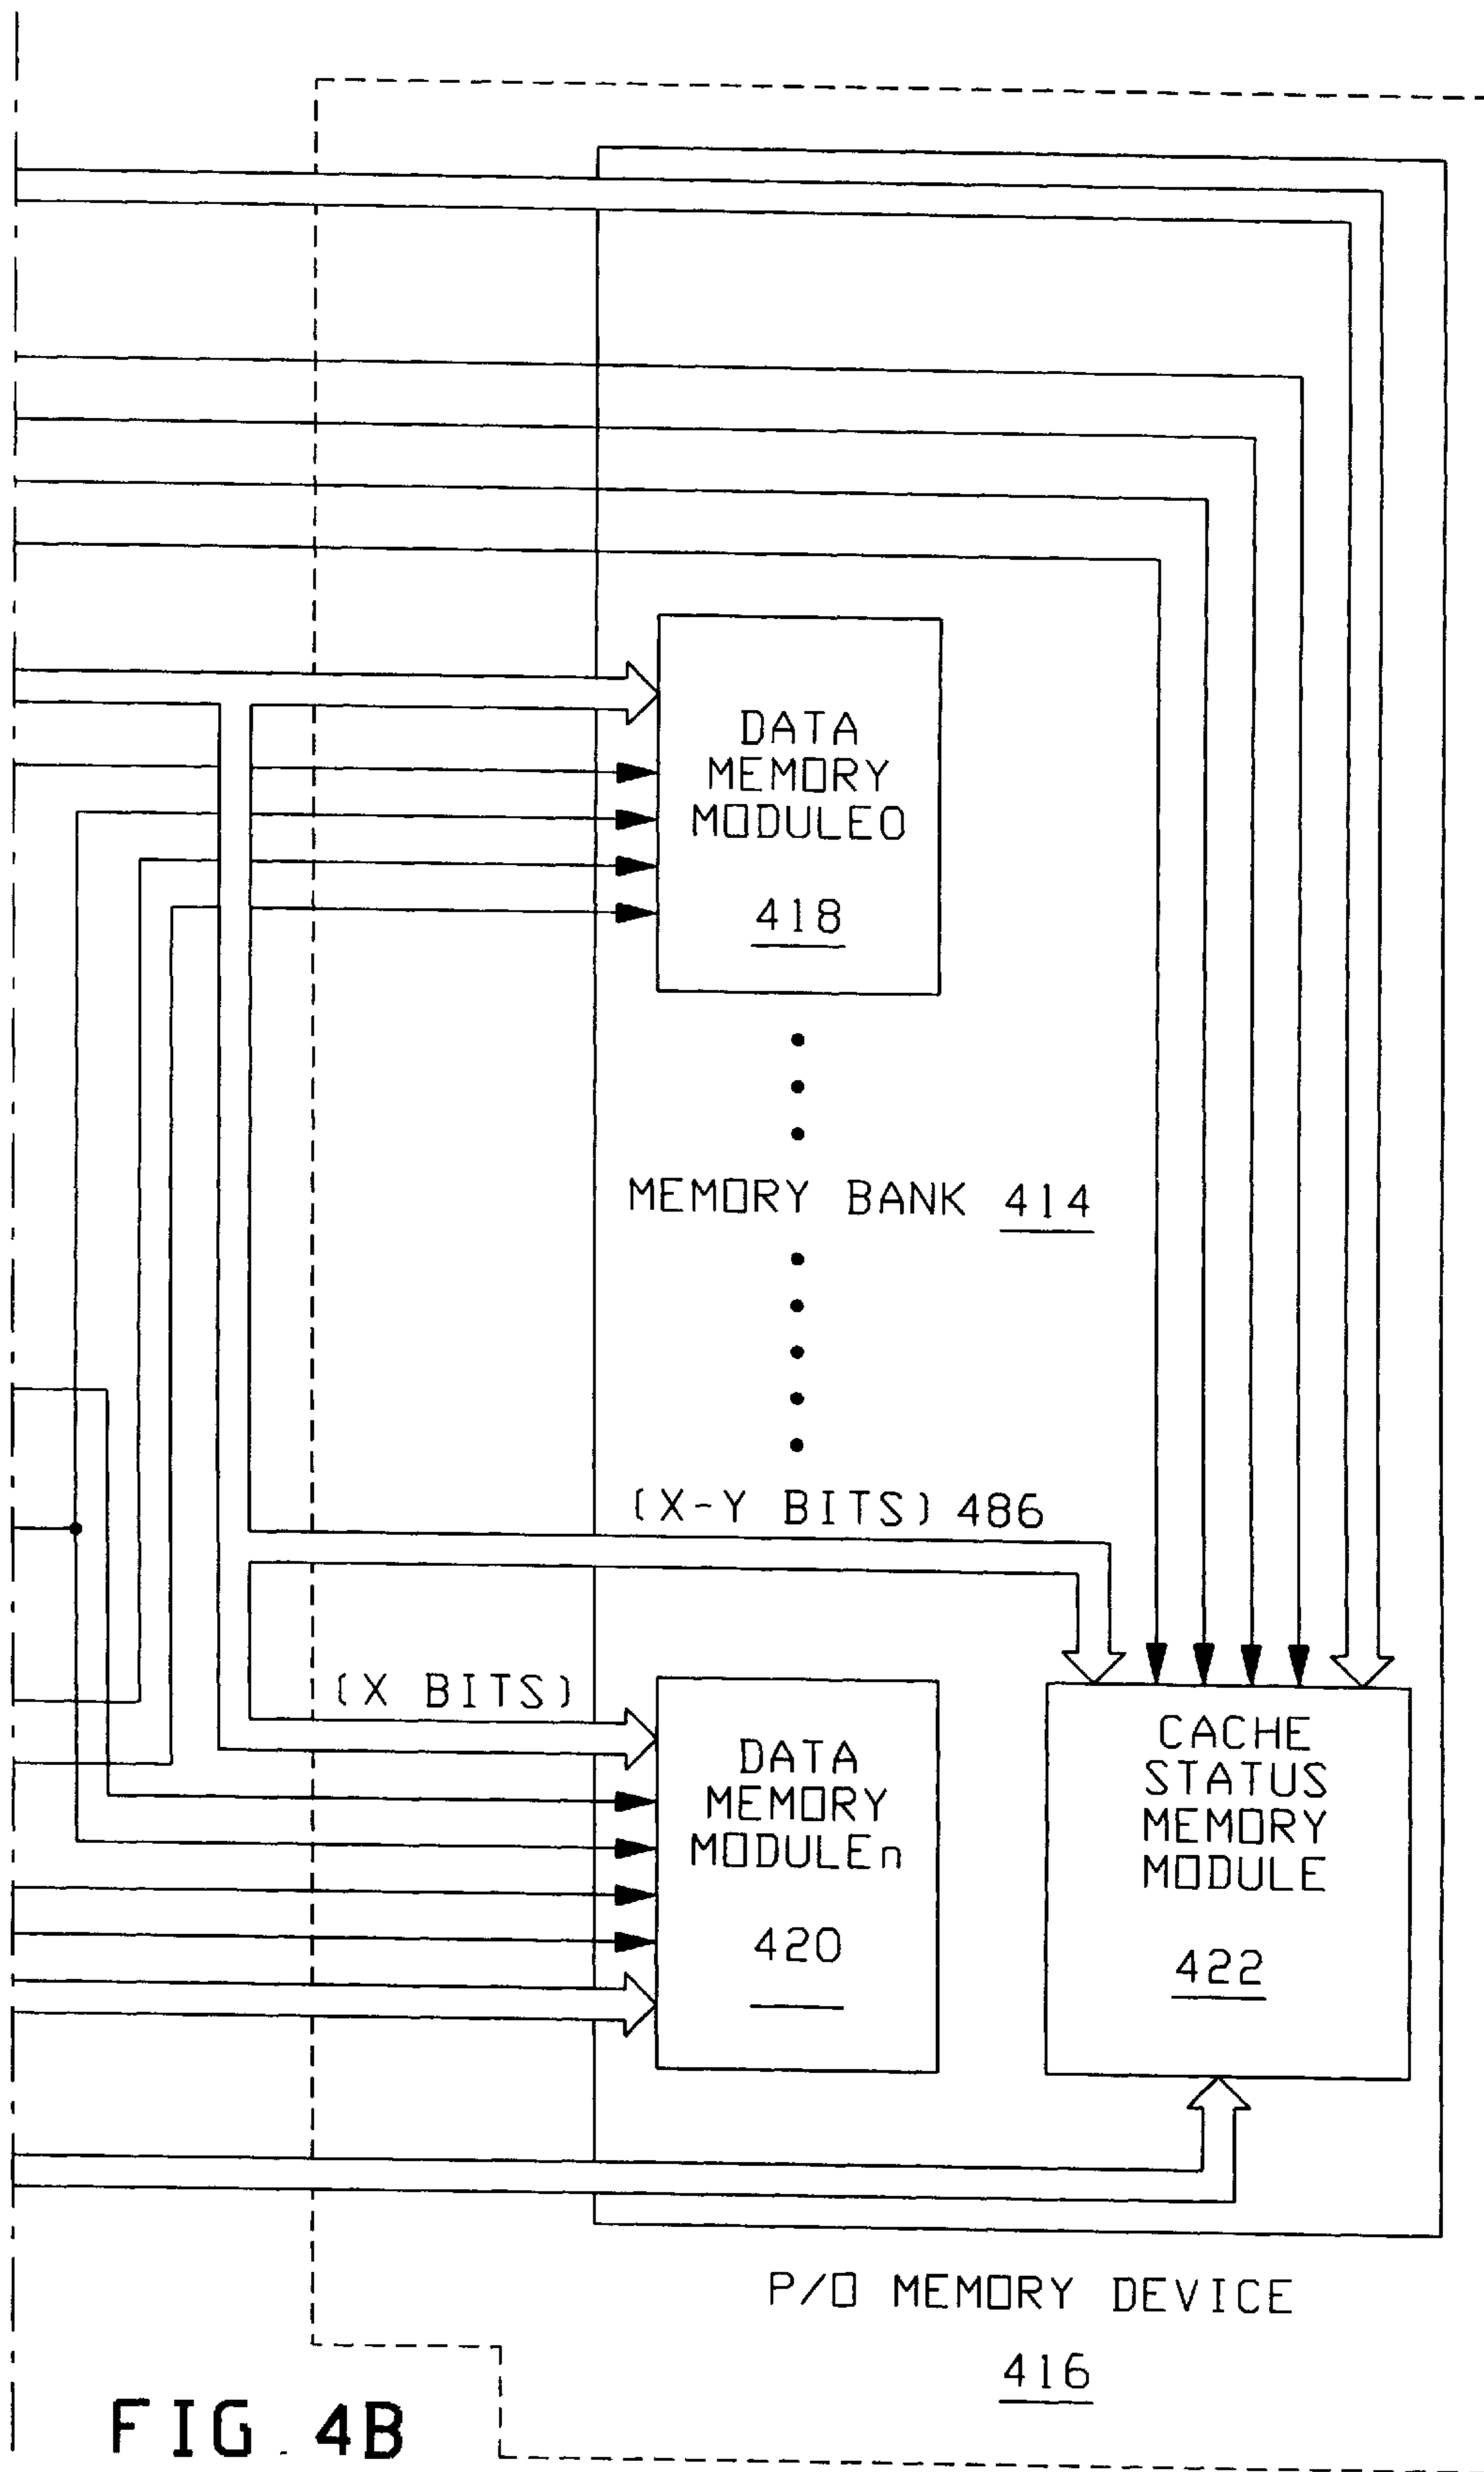 DATA
MEMORY
MODULE0
418
MEMORY BANK 414
(X-Y BITS) 486
(X BITS)
DATA
MEMORY
MODULEn
420
CACHE
STATUS
MEMORY
MODULE
422
P/O MEMORY DEVICE
416
FIG. 4B